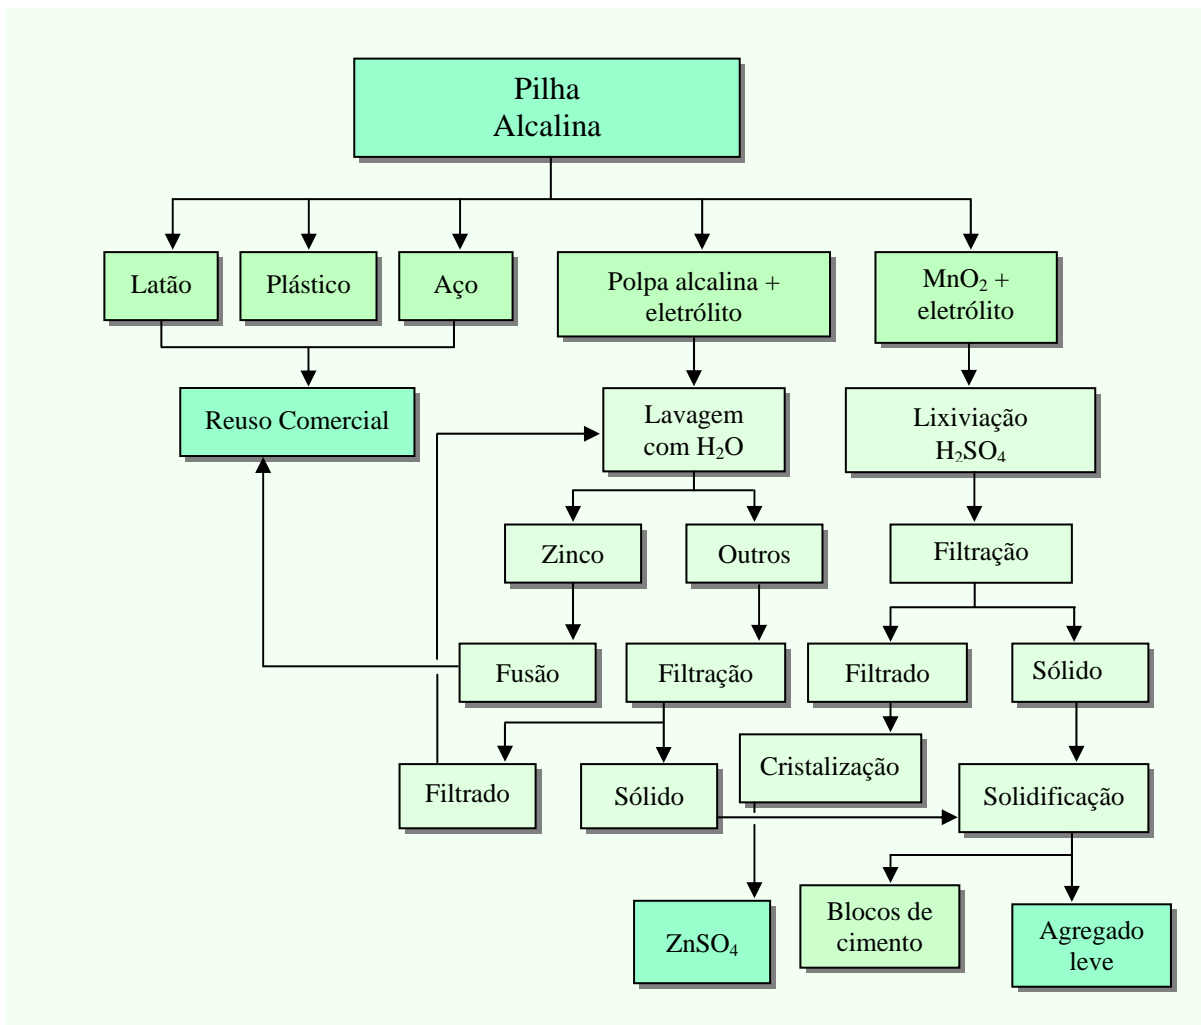 Pilha
Alcalina
Latão
Plástico
Aço
Polpa alcalina +
eletrólito
MnO₂ +
eletrólito
Reuso Comercial
Lavagem
com H₂O
Lixiviação
H₂SO₄
Zinco
Outros
Filtração
Fusão
Filtração
Filtrado
Sólido
Filtrado
Sólido
Cristalização
Solidificação
ZnSO₄
Blocos de
cimento
Agregado
leve